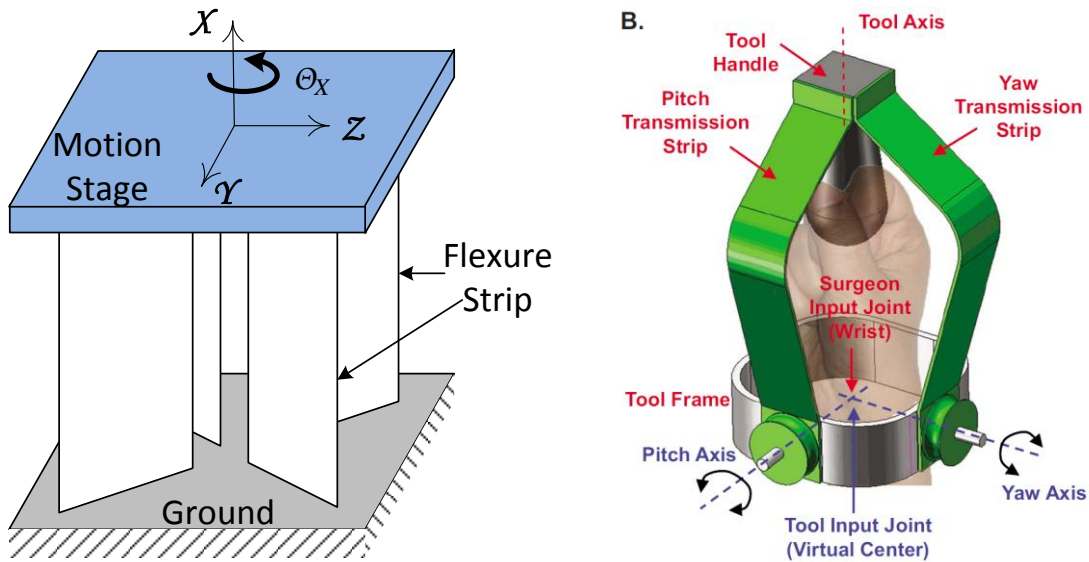 X
Θ_X
Z
Y
Motion
Stage
Flexure
Strip
Ground
B.
Tool Axis
Tool
Handle
Pitch
Transmission
Strip
Yaw
Transmission
Strip
Surgeon
Input Joint
(Wrist)
Tool Frame
Pitch Axis
Yaw Axis
Tool Input Joint
(Virtual Center)